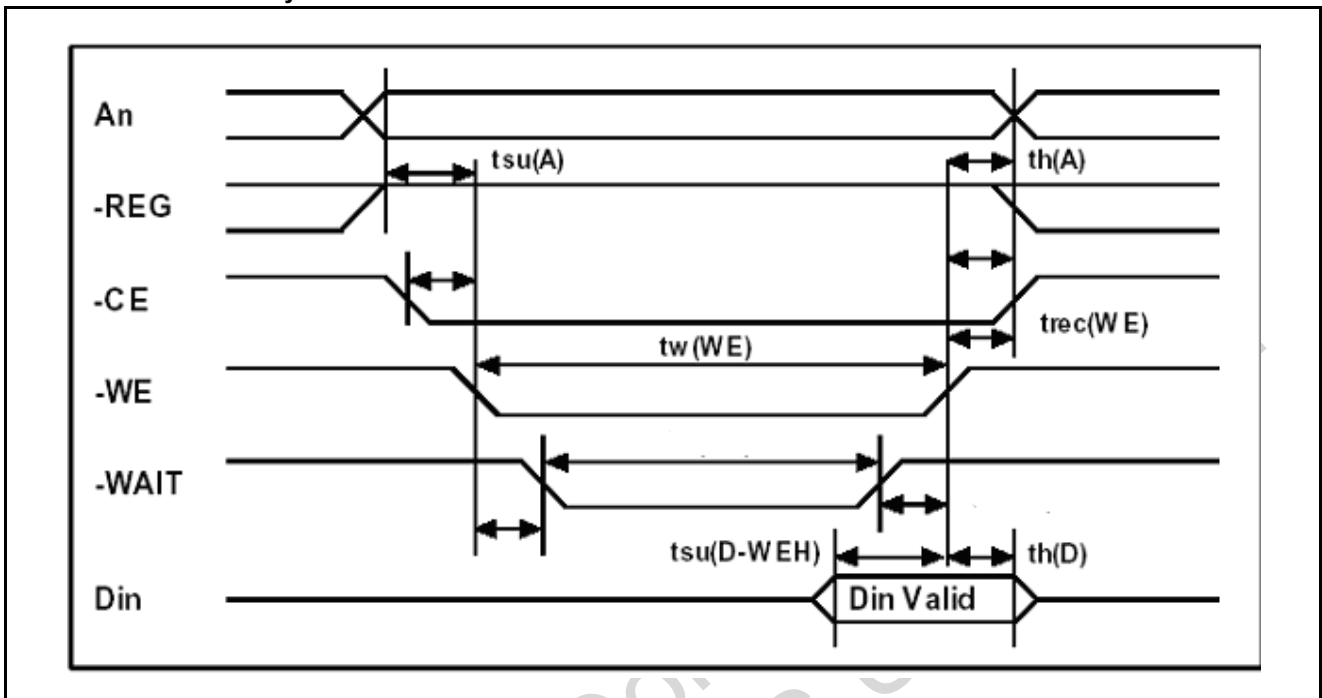 An
tsu(A)
th(A)
-REG
-CE
trec(WE)
tw(WE)
-WE
-WAIT
tsu(D-WEH)
th(D)
Din
Din Valid